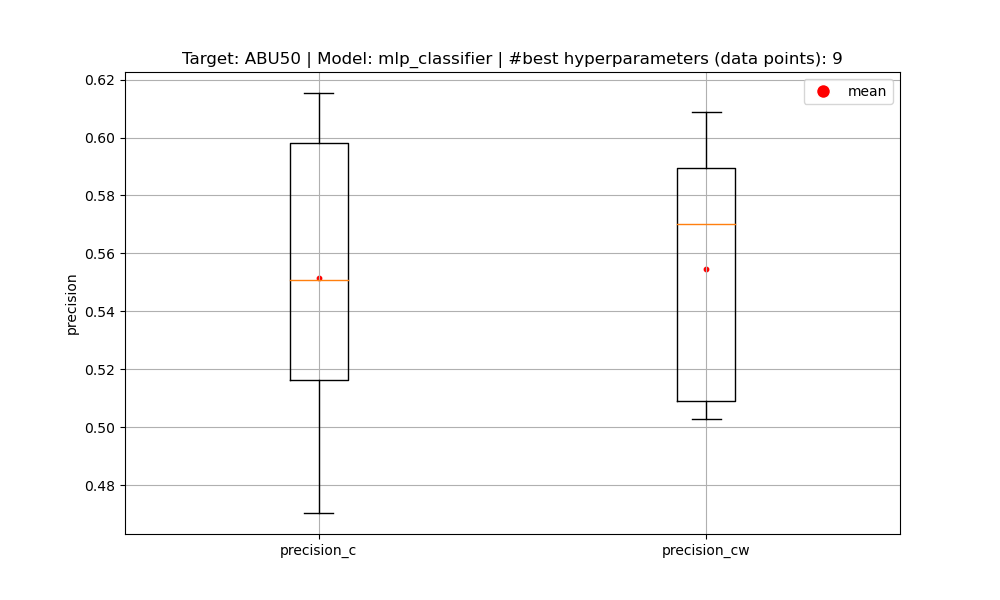 Target: ABU50 | Model: mlp_classifier | #best hyperparameters (data points): 9
mean
0.62
0.60
0.58
0.56
0.54
0.52
0.50
0.48
precision
precision_c
precision_cw